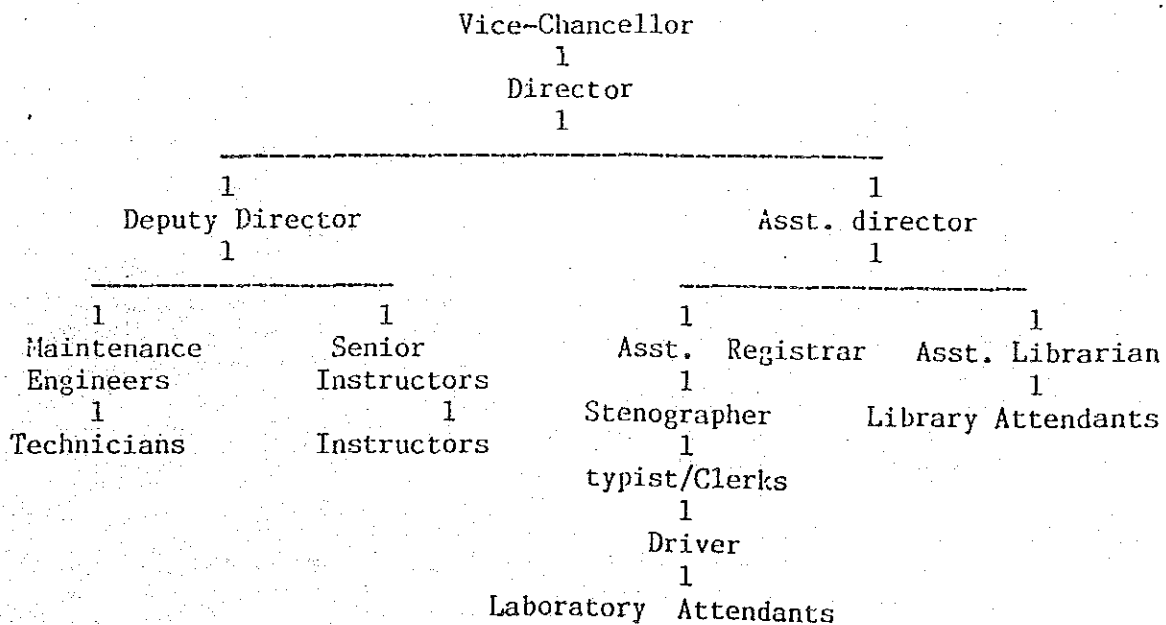 Vice-Chancellor
1
Director
1
1 1
Deputy Director Asst. director
1 1
1 1 1 1
Maintenance Senior Asst. Registrar Asst. Librarian
Engineers Instructors 1 1
1 1 Stenographer Library Attendants
Technicians Instructors 1
typist/Clerks
1
Driver
1
Laboratory Attendants